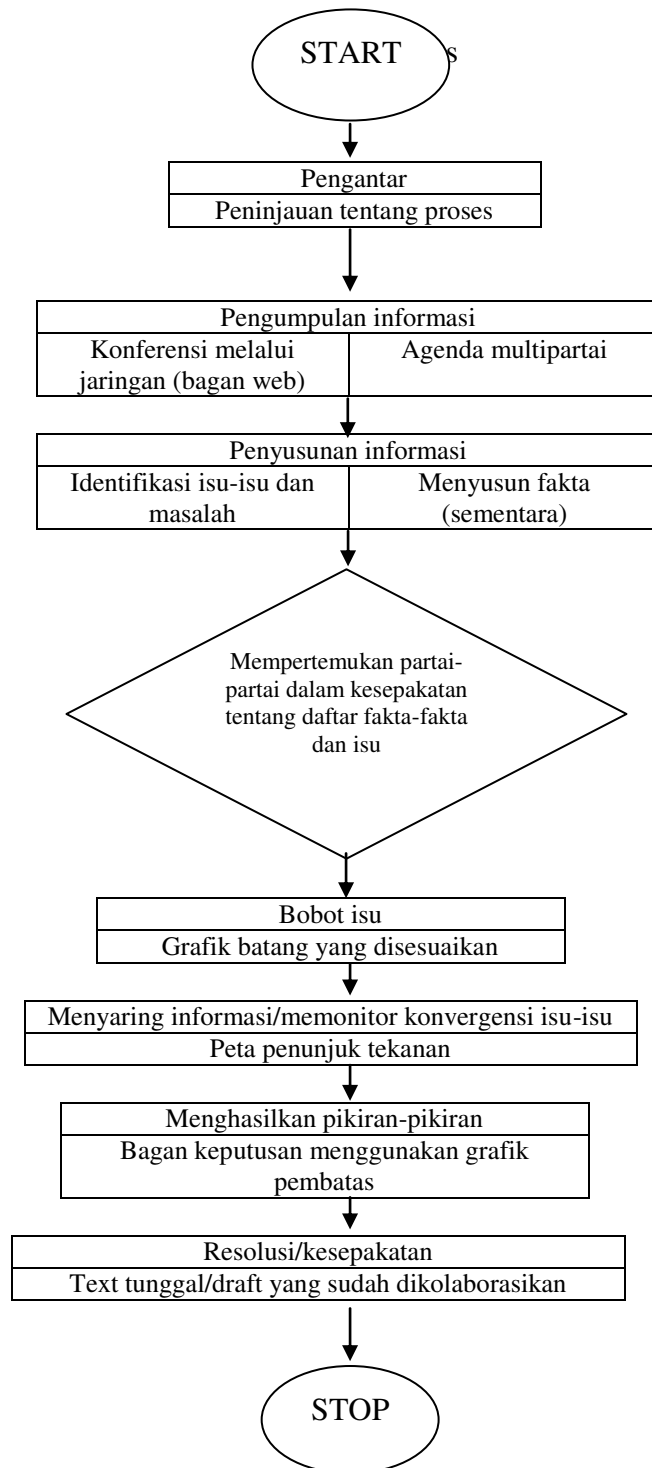 START s
Pengantar
Peninjauan tentang proses
Pengumpulan informasi
Konferensi melalui
jaringan (bagan web)
Agenda multipartai
Penyusunan informasi
Identifikasi isu-isu dan
masalah
Menyusun fakta
(sementara)
Mempertemukan partai-
partai dalam kesepakatan
tentang daftar fakta-fakta
dan isu
Bobot isu
Grafik batang yang disesuaikan
Menyaring informasi/memonitor konvergensi isu-isu
Peta penunjuk tekanan
Menghasilkan pikiran-pikiran
Bagan keputusan menggunakan grafik
pembatas
Resolusi/kesepakatan
Text tunggal/draft yang sudah dikolaborasikan
STOP